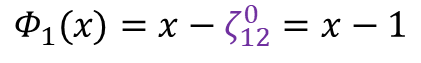 Φ₁(x) = x − ζ₁₂⁰ = x − 1